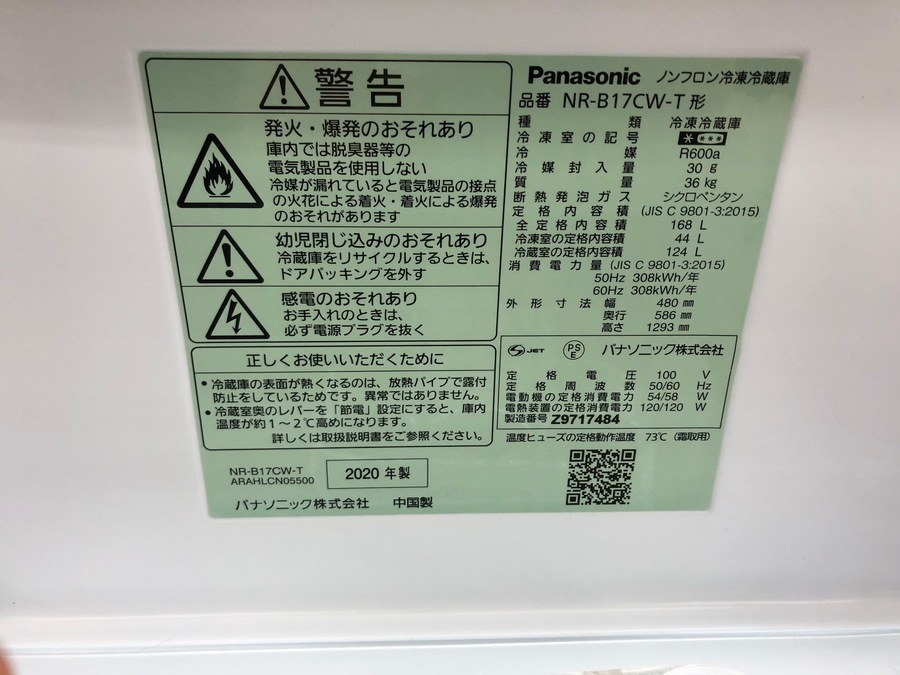 警告
発火・爆発のおそれあり
庫内では脱臭器等の
電気製品を使用しない
冷媒が漏れていると電気製品の接点
の火花による着火・着火による爆発
のおそれがあります
幼児閉じ込みのおそれあり
冷蔵庫をリサイクルするときは、
ドアパッキングを外す
感電のおそれあり
お手入れのときは、
必ず電源プラグを抜く
正しくお使いいただくために
・冷蔵庫の表面が熱くなるのは、放熱パイプで露付
防止をしているためです。異常ではありません。
・冷蔵室奥のレバーを「節電」設定にすると、庫内
温度が約1～2℃高めになります。
詳しくは取扱説明書をご参照ください。
NR-B17CW-T
ARAHLCN05500
2020 年製
パナソニック株式会社 中国製
Panasonic ノンフロン冷凍冷蔵庫
品番 NR-B17CW-T 形
種類 冷凍冷蔵庫
冷凍室の記号 * ***
冷媒 R600a
冷媒封入量 30 g
質量 36 kg
断熱発泡ガス シクロペンタン
定格内容積 (JIS C 9801-3:2015)
全定格内容積 168 L
冷凍室の定格内容積 44 L
冷蔵室の定格内容積 124 L
消費電力量 (JIS C 9801-3:2015)
50Hz 308kWh/年
60Hz 308kWh/年
外形寸法 幅 480 mm
奥行 586 mm
高さ 1293 mm
S JET PS E パナソニック株式会社
定格電圧 100 V
定格周波数 50/60 Hz
電動機の定格消費電力 54/58 W
電熱装置の定格消費電力 120/120 W
製造番号 Z9717484
温度ヒューズの定格動作温度 73℃ (霜取用)